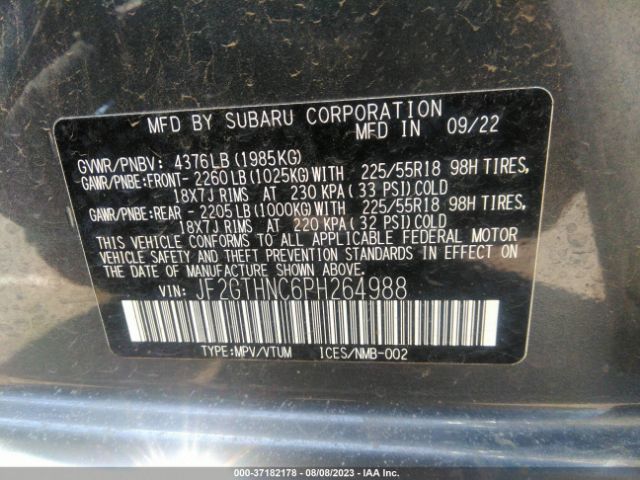 MFD BY SUBARU CORPORATION
MFD IN 09/22
GVWR/PNBV: 4376LB(1985KG)
GAWR/PNBE:FRONT- 2260LB(1025KG)WITH 225/55R18 98H TIRES,
18X7J RIMS AT 230 KPA(33 PSI)COLD
GAWR/PNBE:REAR - 2205LB(1000KG)WITH 225/55R18 98H TIRES,
18X7J RIMS AT 220 KPA(32 PSI)COLD
THIS VEHICLE CONFORMS TO ALL APPLICABLE FEDERAL MOTOR
VEHICLE SAFETY AND THEFT PREVENTION STANDARDS IN EFFECT
ON THE DATE OF MANUFACTURE SHOWN ABOVE.
VIN: JF2GTHNC6PH264988
TYPE:MPV/VTUM ICES/NMB-002
000-37182178 - 08/08/2023 - IAA Inc.